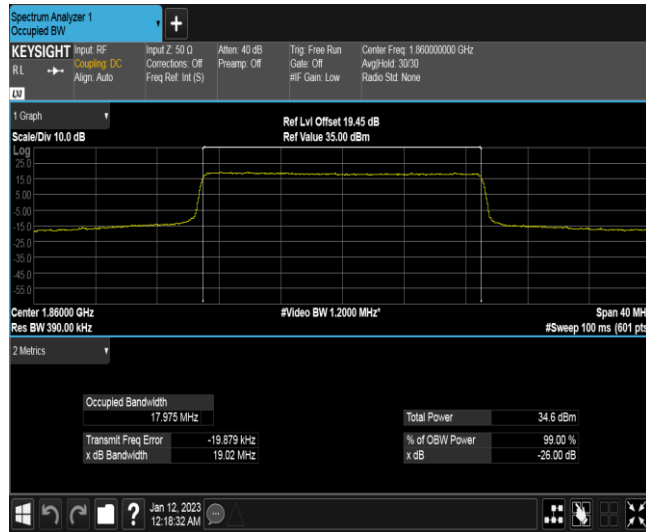 Spectrum Analyzer 1
Occupied BW
+
KEYSIGHT Input: RF Input Z: 50 Ω Atten: 40 dB Trig: Free Run Center Freq: 1.860000000 GHz
RL Coupling: DC Corrections: Off Preamp: Off Gate: Off Avg|Hold: 30/30
Align: Auto Freq Ref: Int (S) #IF Gain: Low Radio Std: None
LXI
1 Graph
Ref Lvl Offset 19.45 dB
Scale/Div 10.0 dB Ref Value 35.00 dBm
Log
25.0
15.0
5.00
-5.00
-15.0
-25.0
-35.0
-45.0
-55.0
Center 1.86000 GHz #Video BW 1.2000 MHz* Span 40 MH
Res BW 390.00 kHz #Sweep 100 ms (601 pts
2 Metrics
Occupied Bandwidth
17.975 MHz Total Power 34.6 dBm
Transmit Freq Error -19.879 kHz % of OBW Power 99.00 %
x dB Bandwidth 19.02 MHz x dB -26.00 dB
? Jan 12, 2023
12:18:32 AM